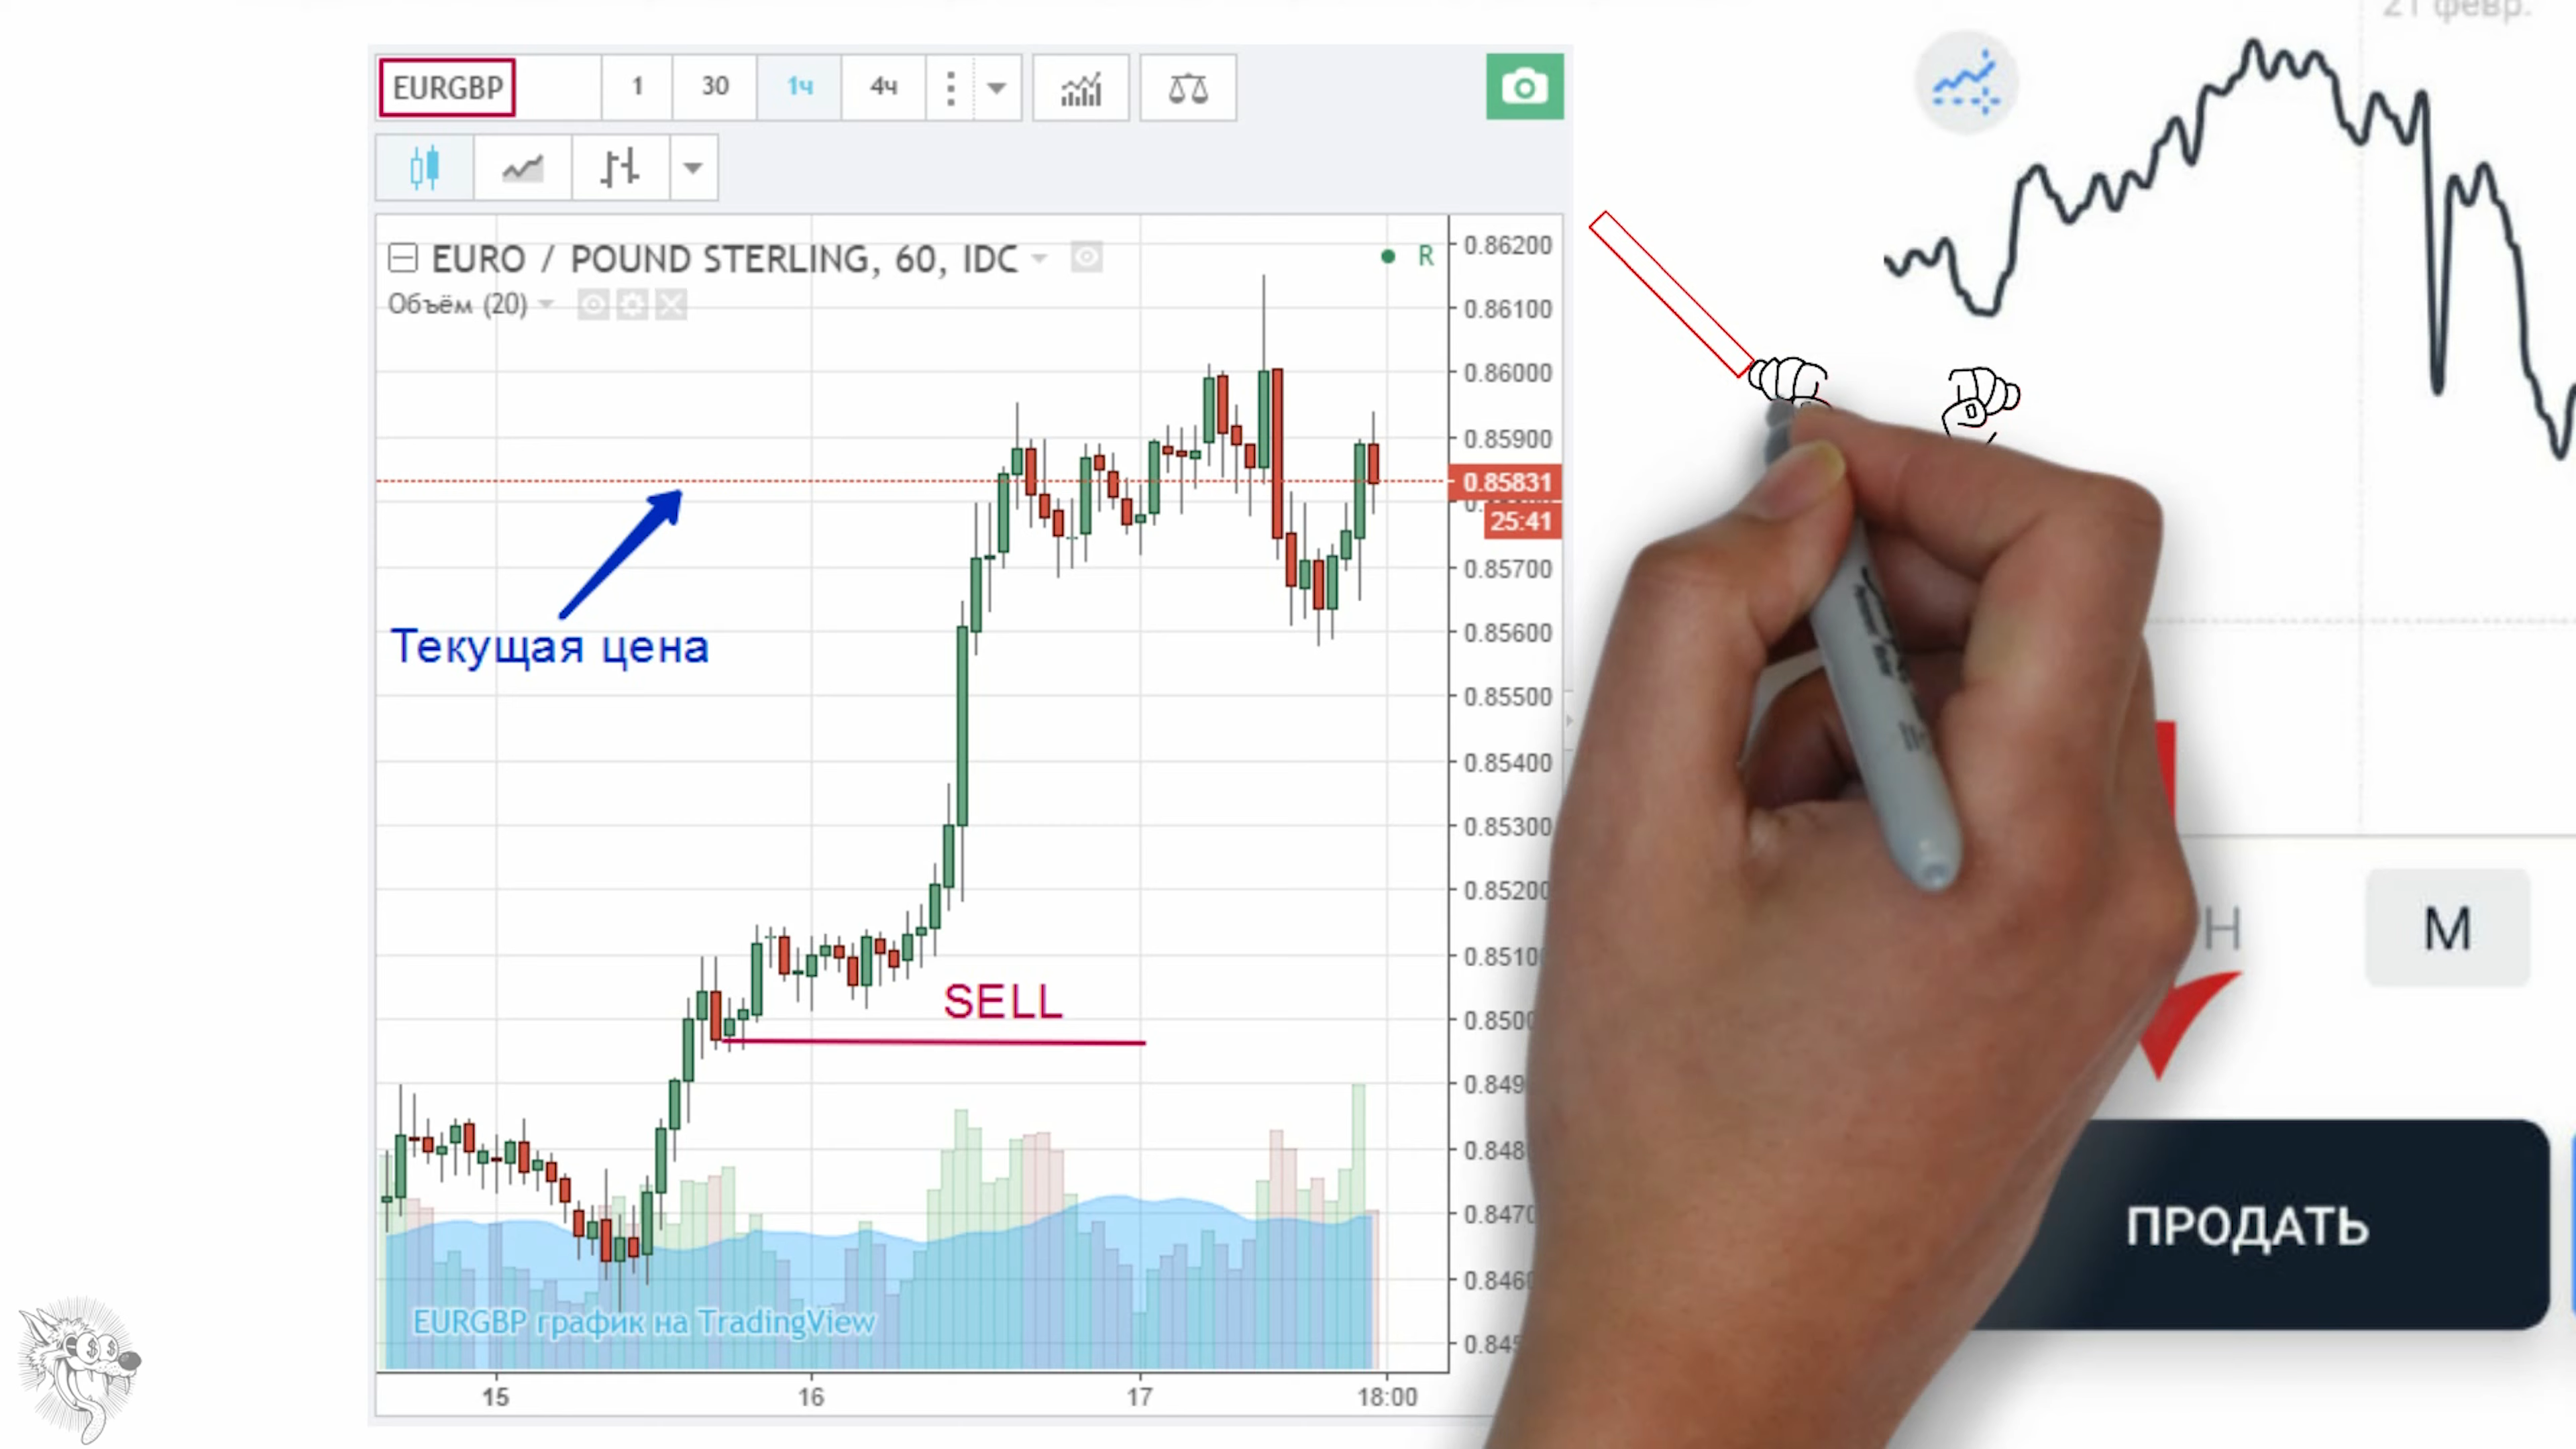 21 февр.
EURGBP 1 30 1ч 4ч
EURO / POUND STERLING, 60, IDC R
Объём (20)
0.86200
0.86100
0.86000
0.85900
0.85831
25:41
0.85700
0.85600
0.85500
0.85400
0.85300
0.85200
Текущая цена
SELL
EURGBP график на TradingView
15 16 17 18:00
Н М
ПРОДАТЬ